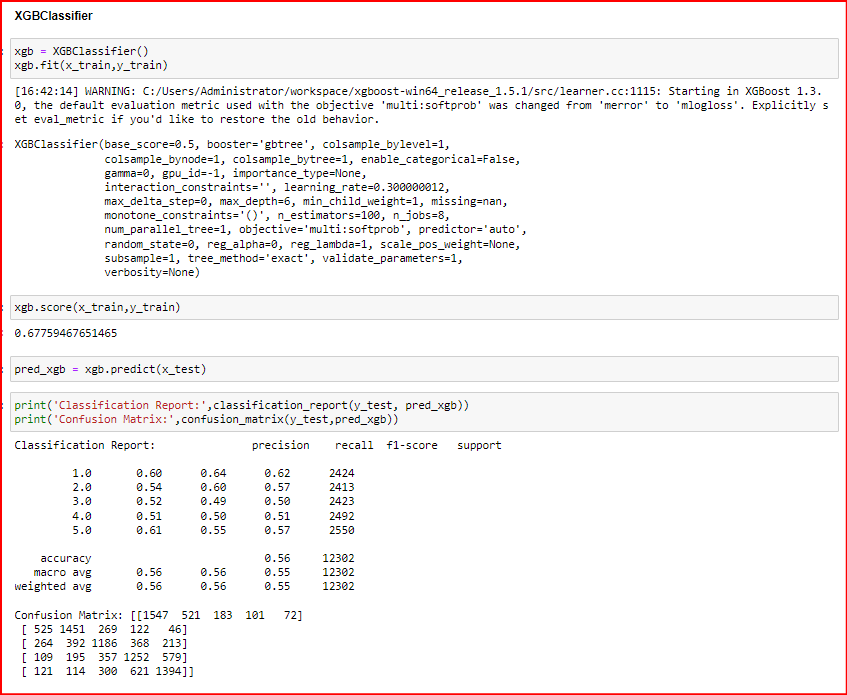 XGBClassifier
xgb = XGBClassifier()
xgb.fit(x_train,y_train)
[16:42:14] WARNING: C:/Users/Administrator/workspace/xgboost-win64_release_1.5.1/src/learner.cc:1115: Starting in XGBoost 1.3.
0, the default evaluation metric used with the objective 'multi:softprob' was changed from 'merror' to 'mlogloss'. Explicitly s
et eval_metric if you'd like to restore the old behavior.
XGBClassifier(base_score=0.5, booster='gbtree', colsample_bylevel=1,
colsample_bynode=1, colsample_bytree=1, enable_categorical=False,
gamma=0, gpu_id=-1, importance_type=None,
interaction_constraints='', learning_rate=0.300000012,
max_delta_step=0, max_depth=6, min_child_weight=1, missing=nan,
monotone_constraints='()', n_estimators=100, n_jobs=8,
num_parallel_tree=1, objective='multi:softprob', predictor='auto',
random_state=0, reg_alpha=0, reg_lambda=1, scale_pos_weight=None,
subsample=1, tree_method='exact', validate_parameters=1,
verbosity=None)
xgb.score(x_train,y_train)
0.67759467651465
pred_xgb = xgb.predict(x_test)
print('Classification Report:',classification_report(y_test, pred_xgb))
print('Confusion Matrix:',confusion_matrix(y_test,pred_xgb))
Classification Report:               precision    recall  f1-score   support
1.0       0.60      0.64      0.62      2424
2.0       0.54      0.60      0.57      2413
3.0       0.52      0.49      0.50      2423
4.0       0.51      0.50      0.51      2492
5.0       0.61      0.55      0.57      2550
accuracy                           0.56     12302
macro avg       0.56      0.56      0.55     12302
weighted avg       0.56      0.56      0.55     12302
Confusion Matrix: [[1547  521  183  101   72]
[ 525 1451  269  122   46]
[ 264  392 1186  368  213]
[ 109  195  357 1252  579]
[ 121  114  300  621 1394]]